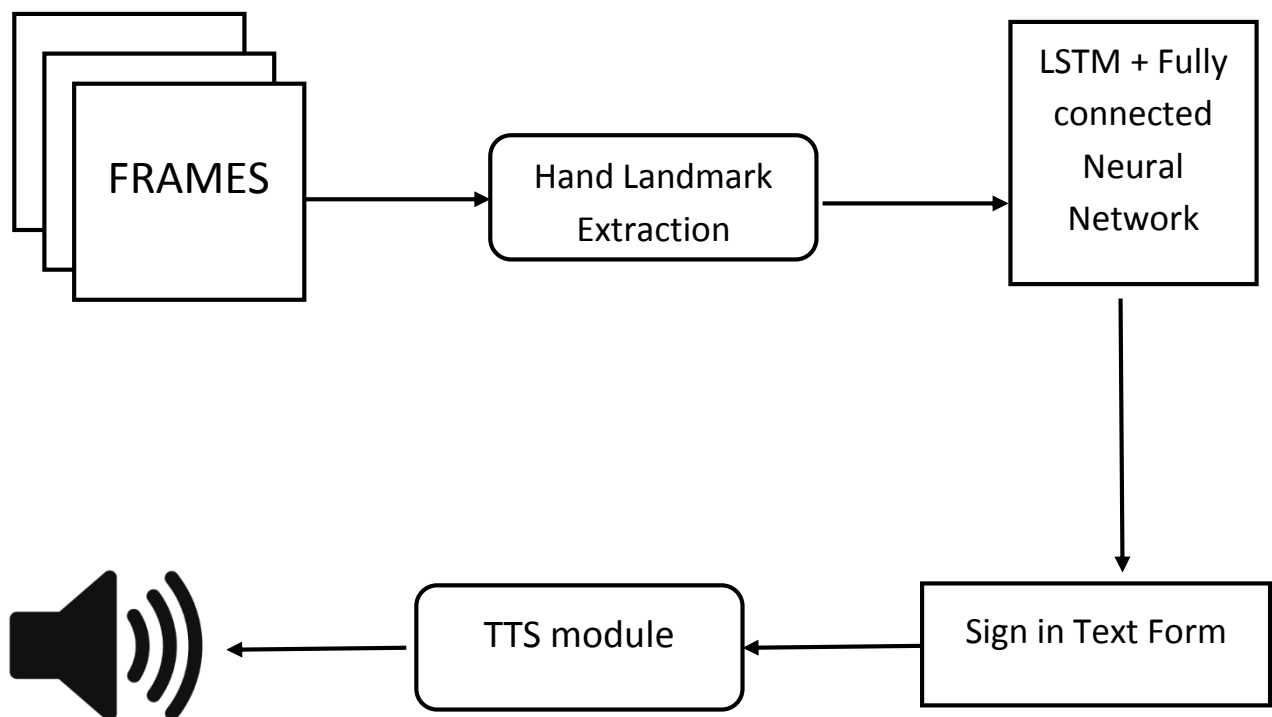 FRAMES
Hand Landmark
Extraction
LSTM + Fully
connected
Neural
Network
Sign in Text Form
TTS module